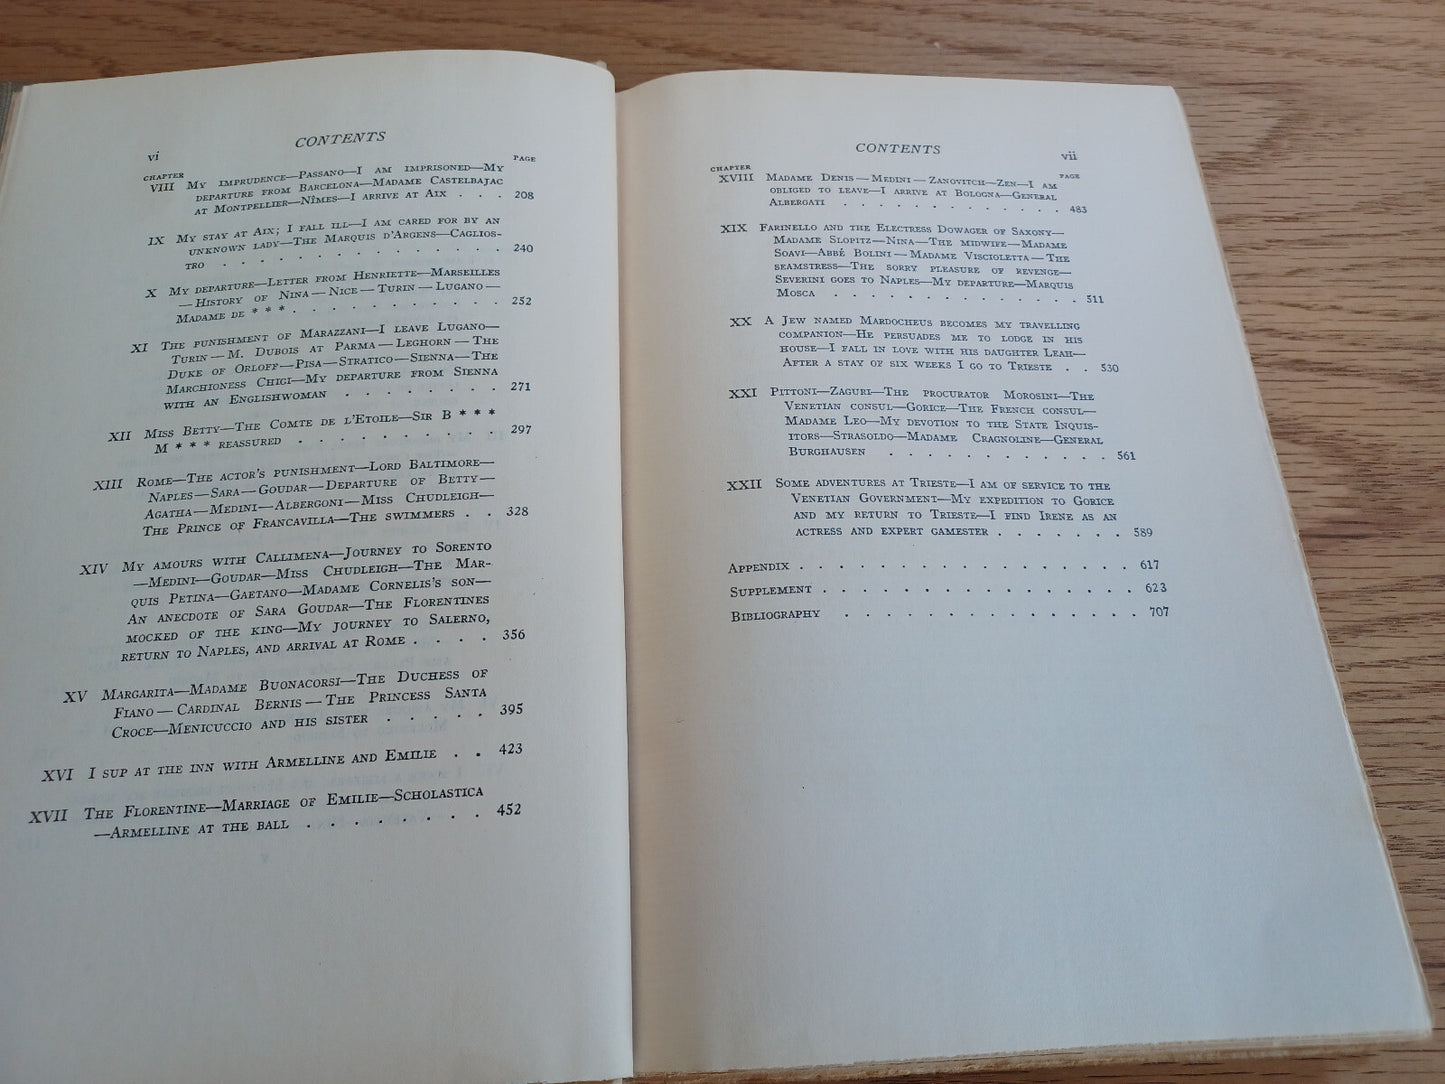 vi
CONTENTS
CHAPTER
PAGE
VIII My imprudence—Passano—I am imprisoned—My
departure from Barcelona—Madame Castelbajac
at Montpellier—Nîmes—I arrive at Aix . . . 208
IX My stay at Aix; I fall ill—I am cared for by an
unknown lady—The Marquis d'Argens—Caglios-
tro . . . . . . . . . . . . 240
X My departure—Letter from Henriette—Marseilles
—History of Nina—Nice—Turin—Lugano—
Madame de * * * . . . . . . . . . 252
XI The punishment of Marazzani—I leave Lugano—
Turin—M. Dubois at Parma—Leghorn—The
Duke of Orloff—Pisa—Stratico—Sienna—The
Marchioness Chigi—My departure from Sienna
with an Englishwoman . . . . . . . 271
XII Miss Betty—The Comte de l'Etoile—Sir B * * *
M * * * reassured . . . . . . . . . 297
XIII Rome—The actor's punishment—Lord Baltimore—
Naples—Sara—Goudar—Departure of Betty—
Agatha—Medini—Albergoni—Miss Chudleigh—
The Prince of Francavilla—The swimmers . . 328
XIV My amours with Callimena—Journey to Sorento
—Medini—Goudar—Miss Chudleigh—The Mar-
quis Petina—Gaetano—Madame Cornelis's son—
An anecdote of Sara Goudar—The Florentines
mocked of the king—My journey to Salerno,
return to Naples, and arrival at Rome . . . . 356
XV Margarita—Madame Buonacorsi—The Duchess of
Fiano—Cardinal Bernis—The Princess Santa
Croce—Menicuccio and his sister . . . . . 395
XVI I sup at the inn with Armelline and Emilie . . 423
XVII The Florentine—Marriage of Emilie—Scholastica
—Armelline at the ball . . . . . . . . 452
CONTENTS
vii
CHAPTER
PAGE
XVIII Madame Denis—Medini—Zanovitch—Zen—I am
obliged to leave—I arrive at Bologna—General
Albergati . . . . . . . . . . . . . 483
XIX Farinello and the Electress Dowager of Saxony—
Madame Slopitz—Nina—The midwife—Madame
Soavi—Abbé Bolini—Madame Viscioletta—The
seamstress—The sorry pleasure of revenge—
Severini goes to Naples—My departure—Marquis
Mosca . . . . . . . . . . . . . 511
XX A Jew named Mardocheus becomes my travelling
companion—He persuades me to lodge in his
house—I fall in love with his daughter Leah—
After a stay of six weeks I go to Trieste . . 530
XXI Pittoni—Zaguri—The procurator Morosini—The
Venetian consul—Gorice—The French consul—
Madame Leo—My devotion to the State Inquis-
itors—Strasoldo—Madame Cragnoline—General
Burghausen . . . . . . . . . . . . 561
XXII Some adventures at Trieste—I am of service to the
Venetian Government—My expedition to Gorice
and my return to Trieste—I find Irene as an
actress and expert gamester . . . . . . . 589
Appendix . . . . . . . . . . . . . . . . 617
Supplement . . . . . . . . . . . . . . . 623
Bibliography . . . . . . . . . . . . . . 707